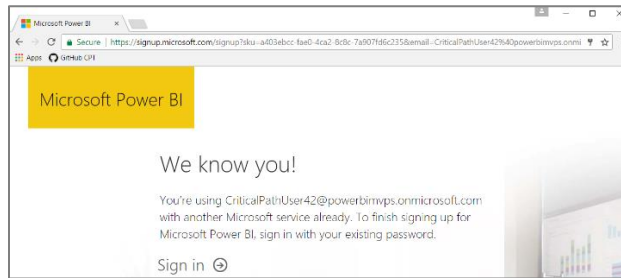 Microsoft Power BI
Secure | https://signup.microsoft.com/signup?sku=a403ebcc-fae0-4ca2-8c8c-7a907fd6c235&email=CriticalPathUser42%40powerbimvps.onmi
Apps GitHub CPT
Microsoft Power BI
We know you!
You're using CriticalPathUser42@powerbimvps.onmicrosoft.com
with another Microsoft service already. To finish signing up for
Microsoft Power BI, sign in with your existing password.
Sign in